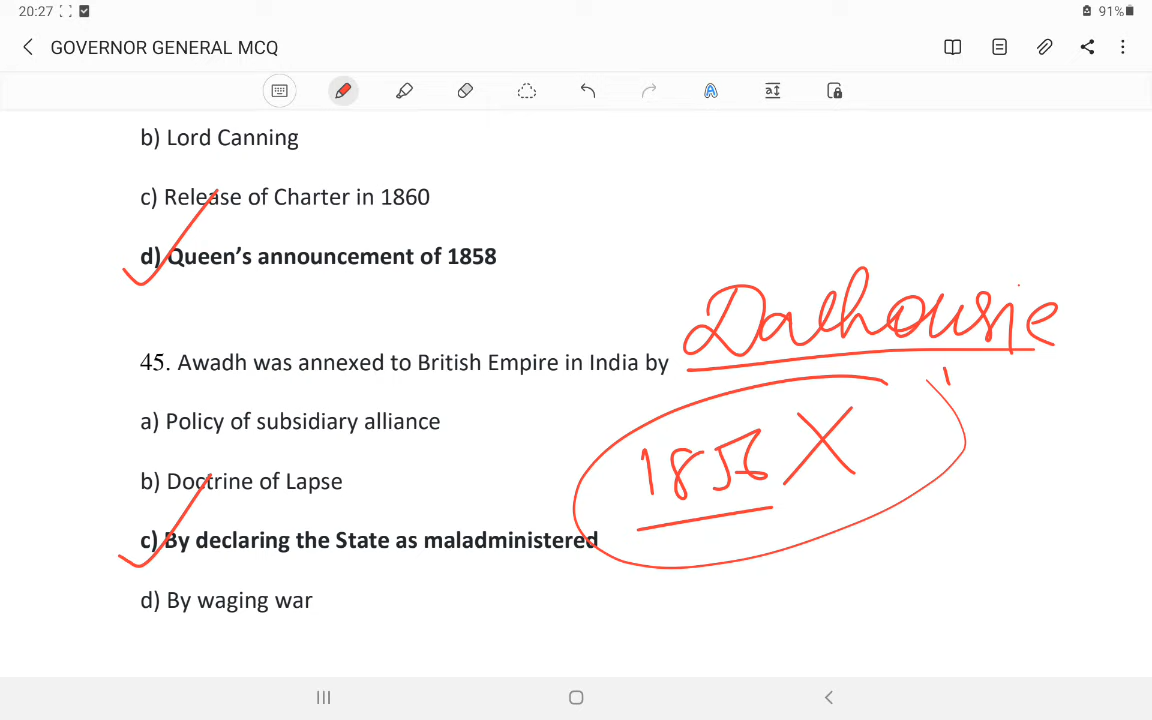 20:27
91%
GOVERNOR GENERAL MCQ
b) Lord Canning
c) Release of Charter in 1860
d) Queen’s announcement of 1858
Dalhousie
45. Awadh was annexed to British Empire in India by
a) Policy of subsidiary alliance
1856 X
b) Doctrine of Lapse
c) By declaring the State as maladministered
d) By waging war